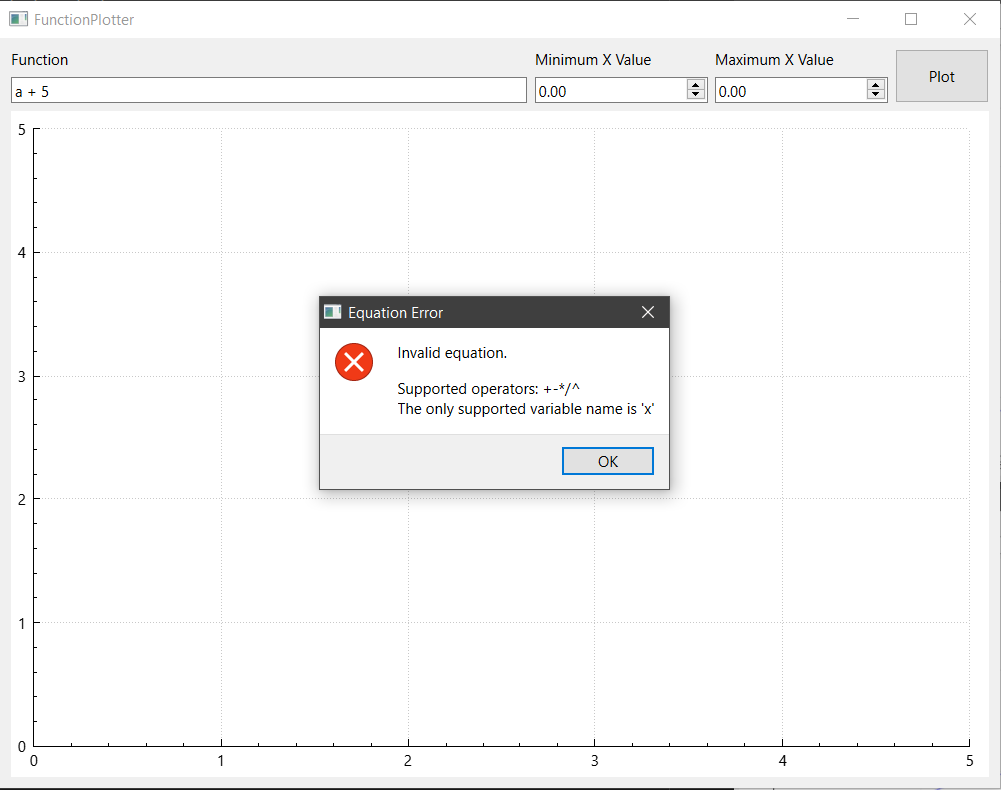 FunctionPlotter
Function
Minimum X Value
Maximum X Value
Plot
a + 5
0.00
0.00
5
4
3
2
1
0
Equation Error
Invalid equation.
Supported operators: +-*/^
The only supported variable name is 'x'
OK
0
1
2
3
4
5